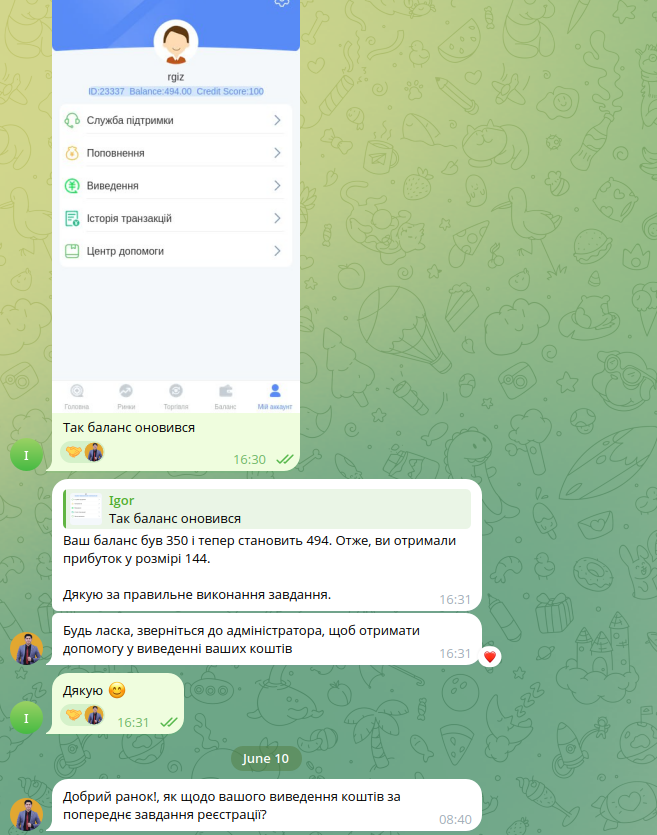 rgiz
ID:23337 Balance:494.00 Credit Score:100
Служба підтримки
Поповнення
Виведення
Історія транзакцій
Центр допомоги
Головна
Ринки
Торгівля
Баланс
Мій аккаунт
Так баланс оновився
16:30
I
Igor
Так баланс оновився
Ваш баланс був 350 і тепер становить 494. Отже, ви отримали
прибуток у розмірі 144.
Дякую за правильне виконання завдання.
16:31
Будь ласка, зверніться до адміністратора, щоб отримати
допомогу у виведенні ваших коштів
16:31
Дякую 😊
16:31
I
June 10
Добрий ранок!, як щодо вашого виведення коштів за
попереднє завдання реєстрації?
08:40